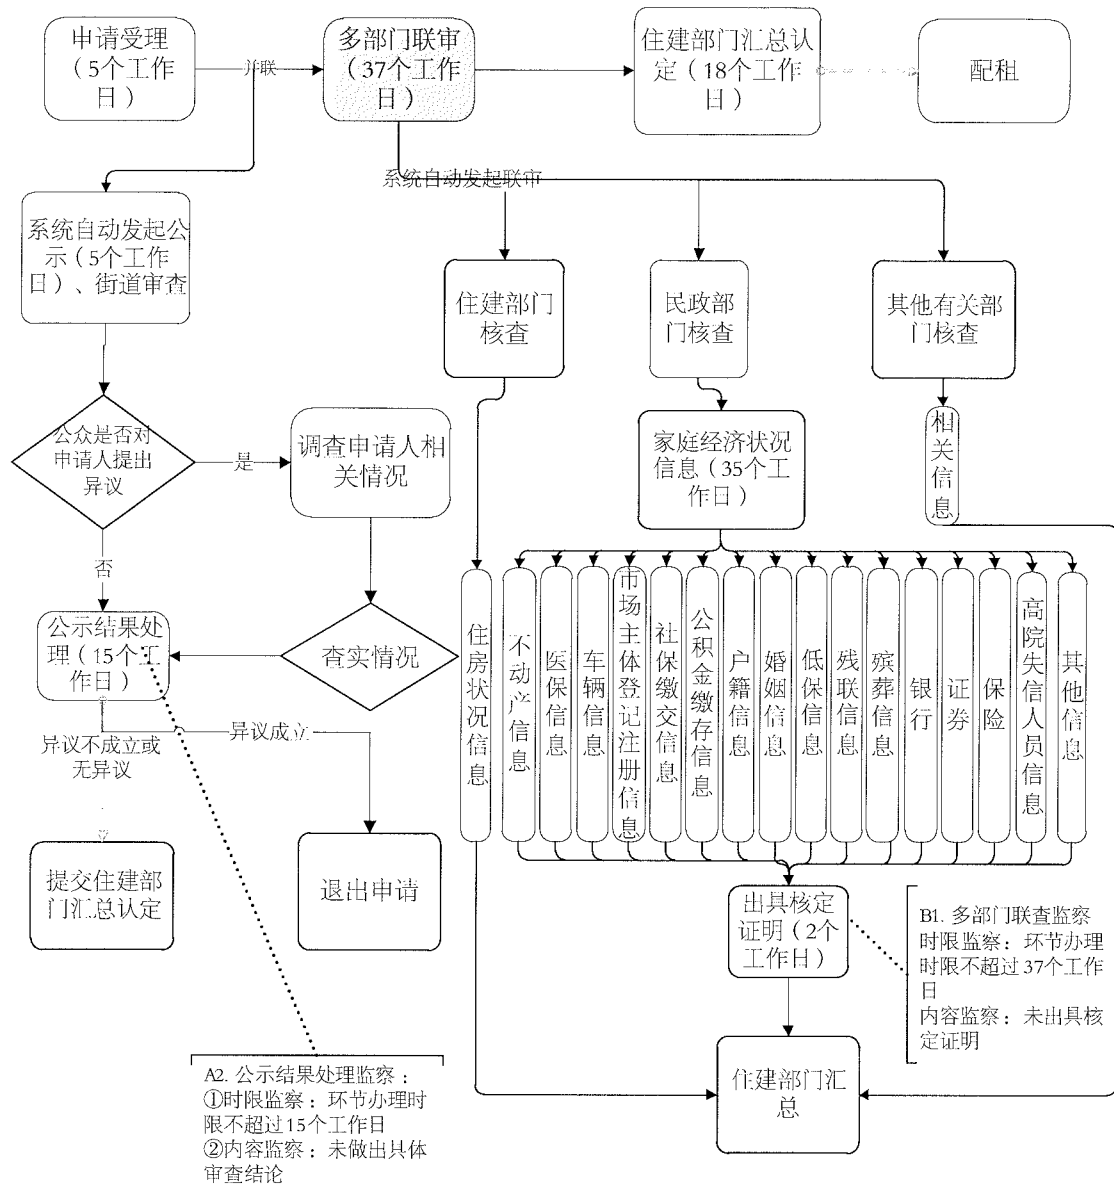 申请受理
（5个工作
日）
并联
多部门联审
（37个工作
日）
住建部门汇总认
定（18个工作
日）
配租
系统自动发起联审
系统自动发起公
示（5个工作
日）、街道审查
住建部门
核查
民政部
门核查
其他有关部
门核查
公众是否对
申请人提出
异议
是
调查申请人相
关情况
家庭经济状况
信息（35个工
作日）
相关信息
否
公示结果处
理（15个工
作日）
查实情况
住房状况信息
不动产信息
医保信息
车辆信息
市场主体登记注册信息
社保缴交信息
公积金缴存信息
户籍信息
婚姻信息
低保信息
残联信息
殡葬信息
银行
证券
保险
高院失信人员信息
其他信息
异议不成立或
无异议
异议成立
提交住建部
门汇总认定
退出申请
出具核定
证明（2个
工作日）
B1. 多部门联查监察
时限监察：环节办理
时限不超过37个工作
日
内容监察：未出具核
定证明
住建部门汇
总
A2. 公示结果处理监察：
①时限监察：环节办理时
限不超过15个工作日
②内容监察：未做出具体
审查结论